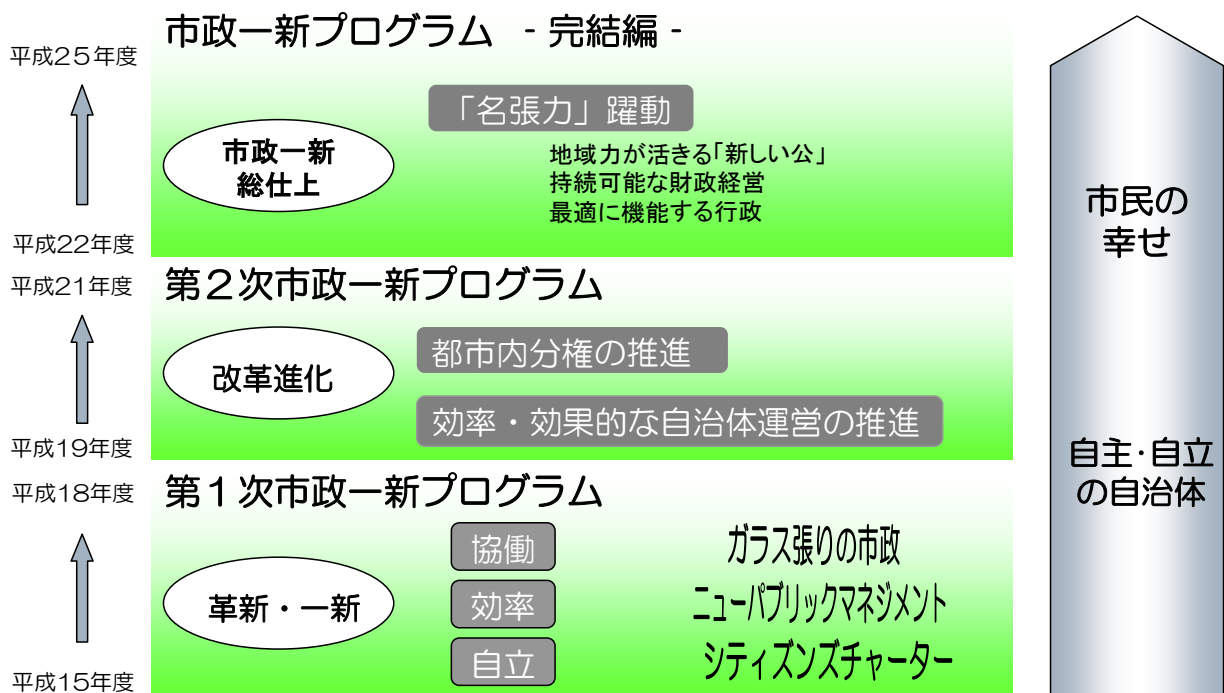 市政一新プログラム - 完結編 -
平成25年度
「名張力」躍動
市政一新
総仕上
地域力が活きる「新しい公」
持続可能な財政経営
最適に機能する行政
平成22年度
平成21年度
第2次市政一新プログラム
都市内分権の推進
改革進化
効率・効果的な自治体運営の推進
平成19年度
平成18年度
第1次市政一新プログラム
協働
ガラス張りの市政
革新・一新
効率
ニューパブリックマネジメント
自立
シティズンズチャーター
平成15年度
市民の
幸せ
自主・自立
の自治体